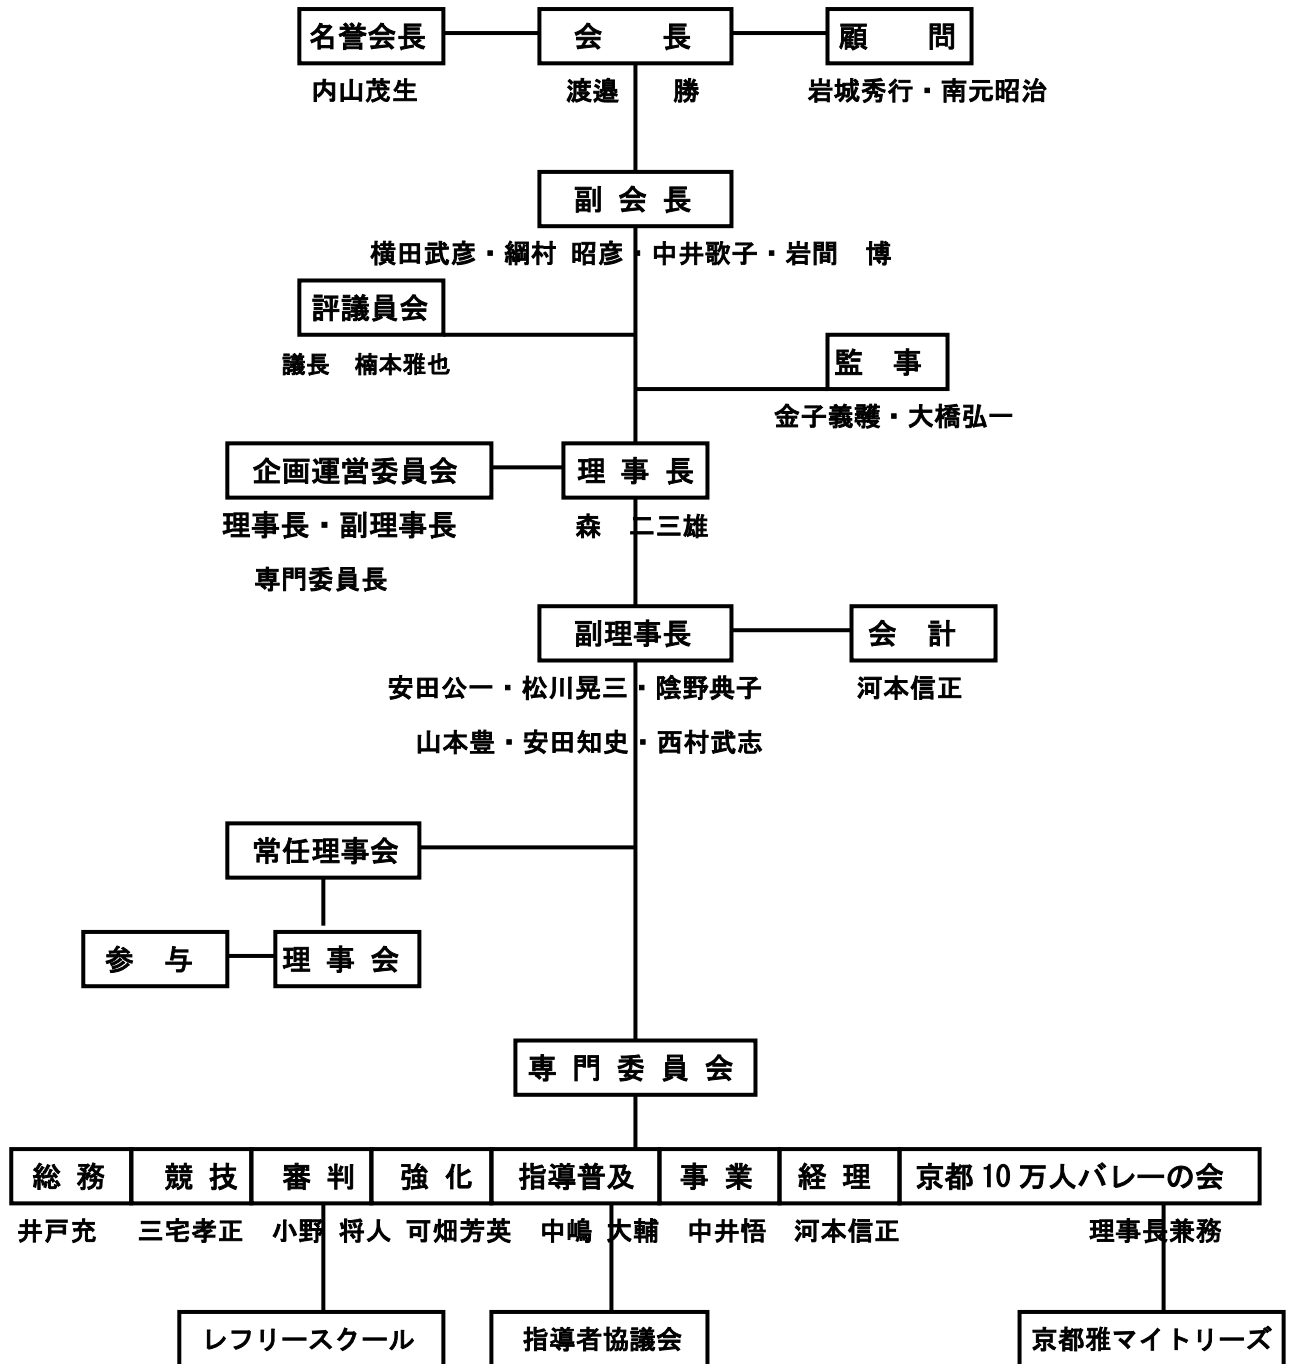 名誉会長 会 長 顧 問
内山茂生 渡邉 勝 岩城秀行・南元昭治
副 会 長
横田武彦・綱村 昭彦・中井歌子・岩間 博
評議員会
議長 楠本雅也
監 事
金子義䮾・大橋弘一
企画運営委員会 理 事 長
理事長・副理事長 森 二三雄
専門委員長
副理事長 会 計
安田公一・松川晃三・陰野典子 河本信正
山本豊・安田知史・西村武志
常任理事会
参 与 理 事 会
専 門 委 員 会
総 務 競 技 審 判 強 化 指導普及 事 業 経 理 京都10万人バレーの会
井戸充 三宅孝正 小野 将人 可畑芳英 中嶋 大輔 中井悟 河本信正 理事長兼務
レフリースクール 指導者協議会 京都雅マイトリーズ